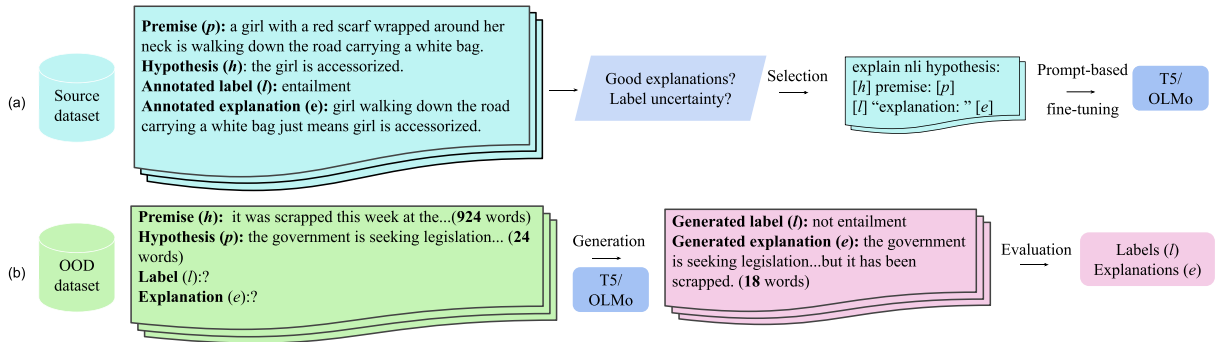 (a)
Source
dataset
Premise (p): a girl with a red scarf wrapped around her
neck is walking down the road carrying a white bag.
Hypothesis (h): the girl is accessorized.
Annotated label (l): entailment
Annotated explanation (e): girl walking down the road
carrying a white bag just means girl is accessorized.
Good explanations?
Label uncertainty?
Selection
explain nli hypothesis:
[h] premise: [p]
[l] “explanation: ” [e]
Prompt-based
fine-tuning
T5/
OLMo
(b)
OOD
dataset
Premise (h): it was scrapped this week at the...(924 words)
Hypothesis (p): the government is seeking legislation... (24
words)
Label (l):?
Explanation (e):?
Generation
T5/
OLMo
Generated label (l): not entailment
Generated explanation (e): the government
is seeking legislation...but it has been
scrapped. (18 words)
Evaluation
Labels (l)
Explanations (e)